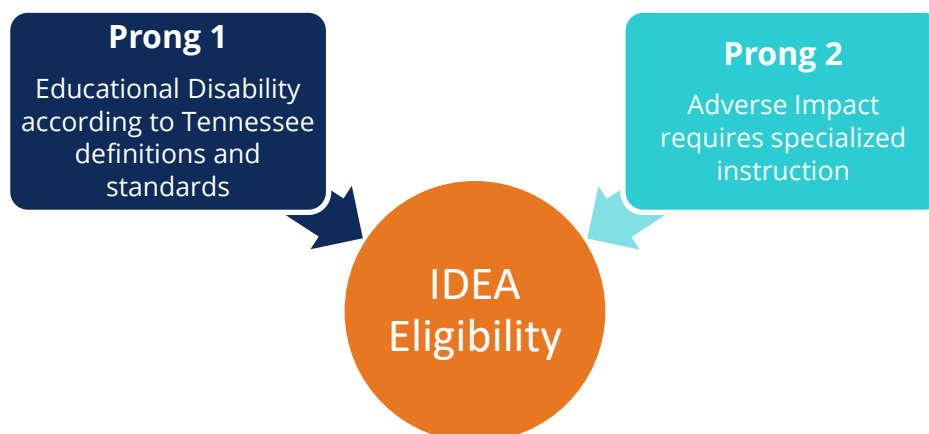 Prong 1
Educational Disability
according to Tennessee
definitions and
standards
Prong 2
Adverse Impact
requires specialized
instruction
IDEA
Eligibility